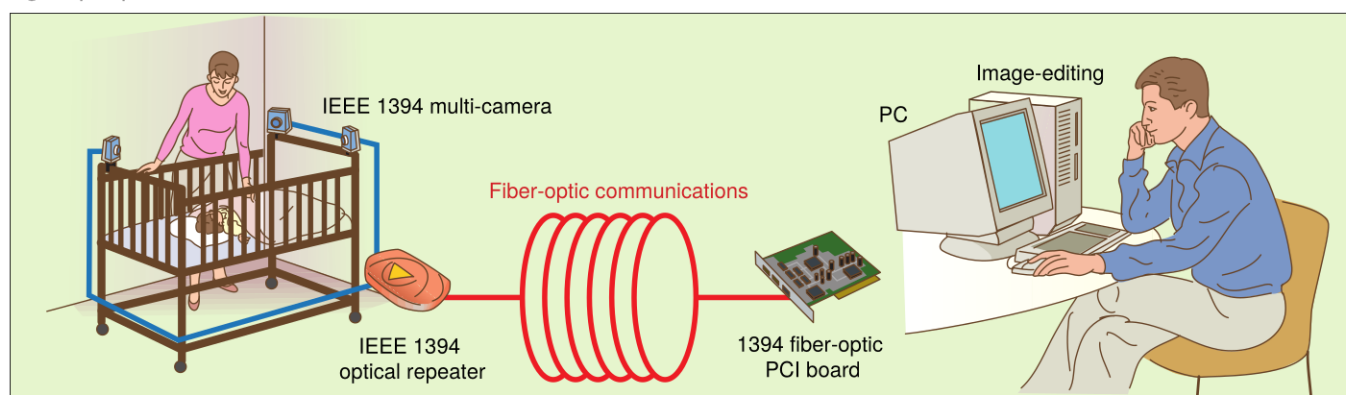 IEEE 1394 multi-camera
Fiber-optic communications
IEEE 1394
optical repeater
1394 fiber-optic
PCI board
PC
Image-editing